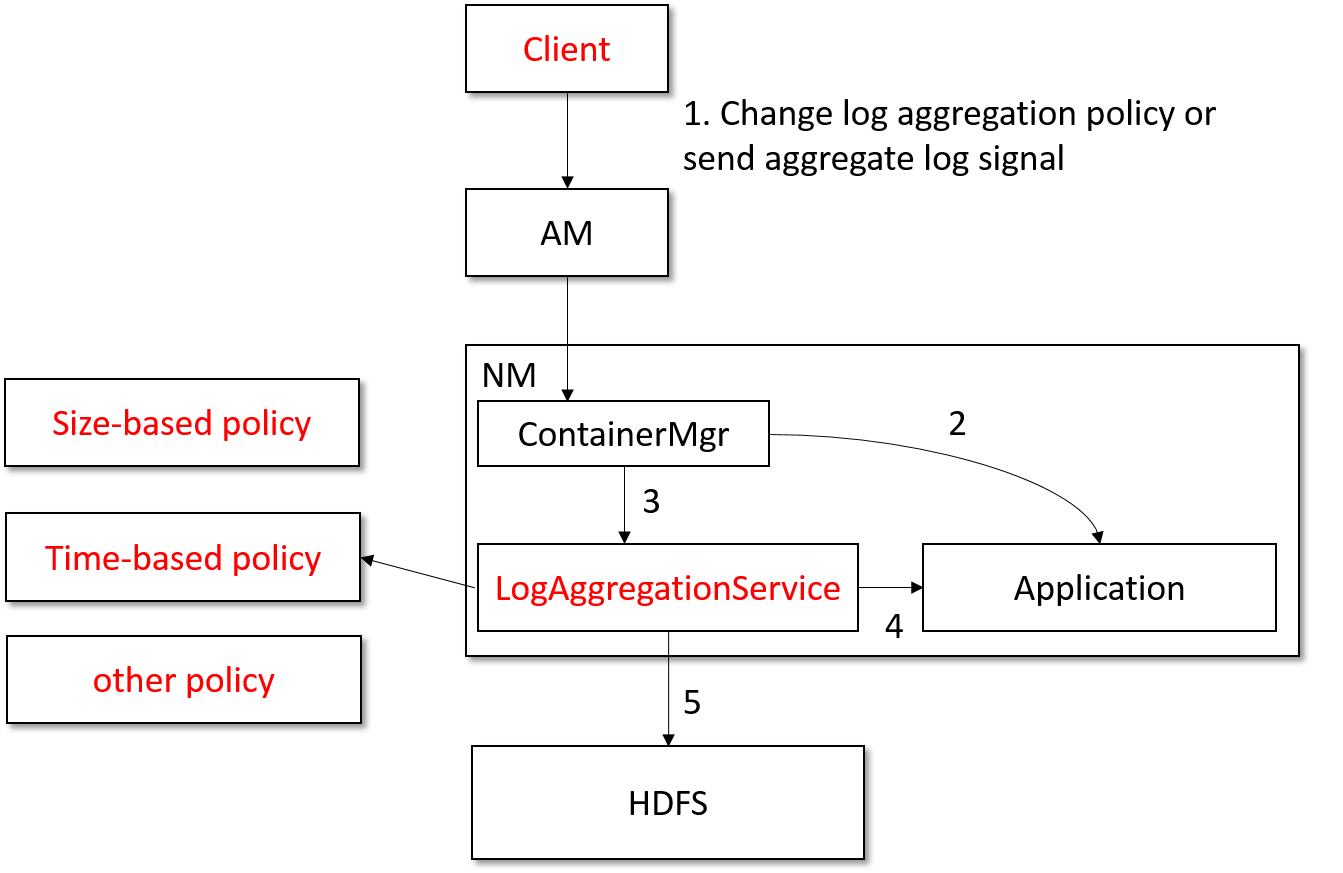 Client
1. Change log aggregation policy or
send aggregate log signal
AM
NM
Size-based policy
ContainerMgr
2
3
Time-based policy
LogAggregationService
Application
4
other policy
5
HDFS